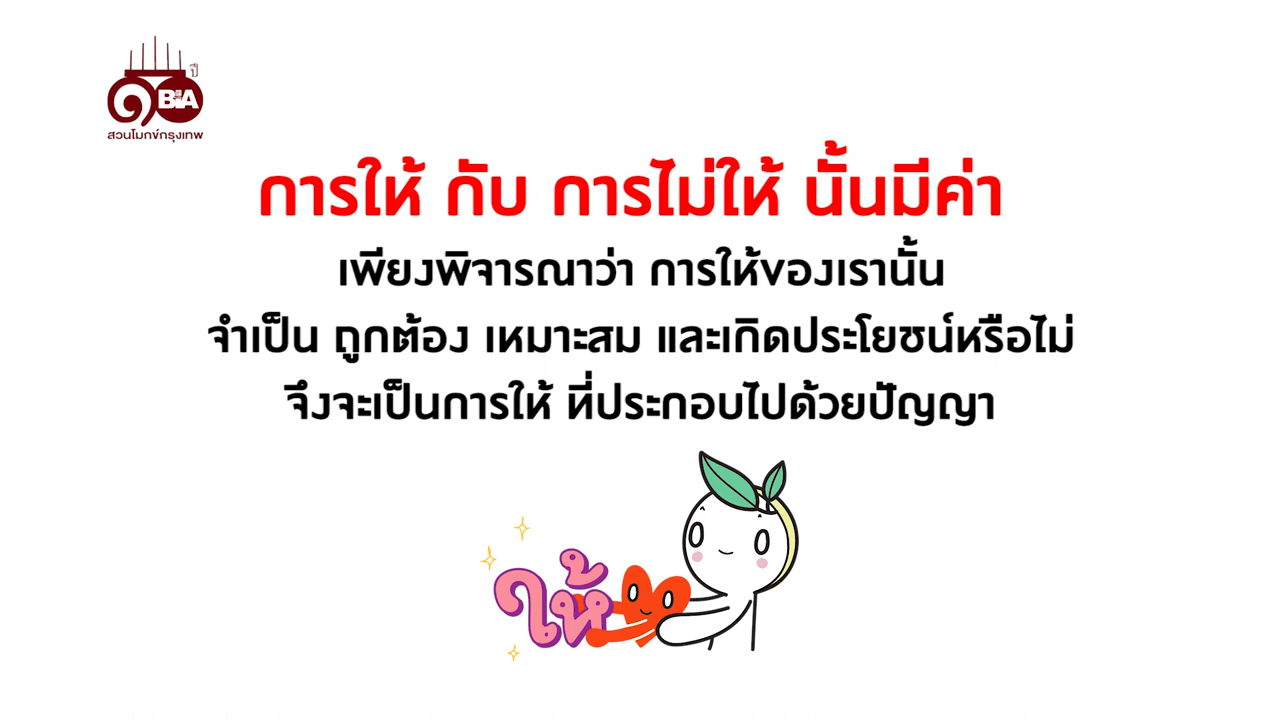 ๑๐ ปี
BIA
สวนโมกข์กรุงเทพ
การให้ กับ การไม่ให้ นั้นมีค่า
เพียงพิจารณาว่า การให้ของเรานั้น
จำเป็น ถูกต้อง เหมาะสม และเกิดประโยชน์หรือไม่
จึงจะเป็นการให้ ที่ประกอบไปด้วยปัญญา
ให้